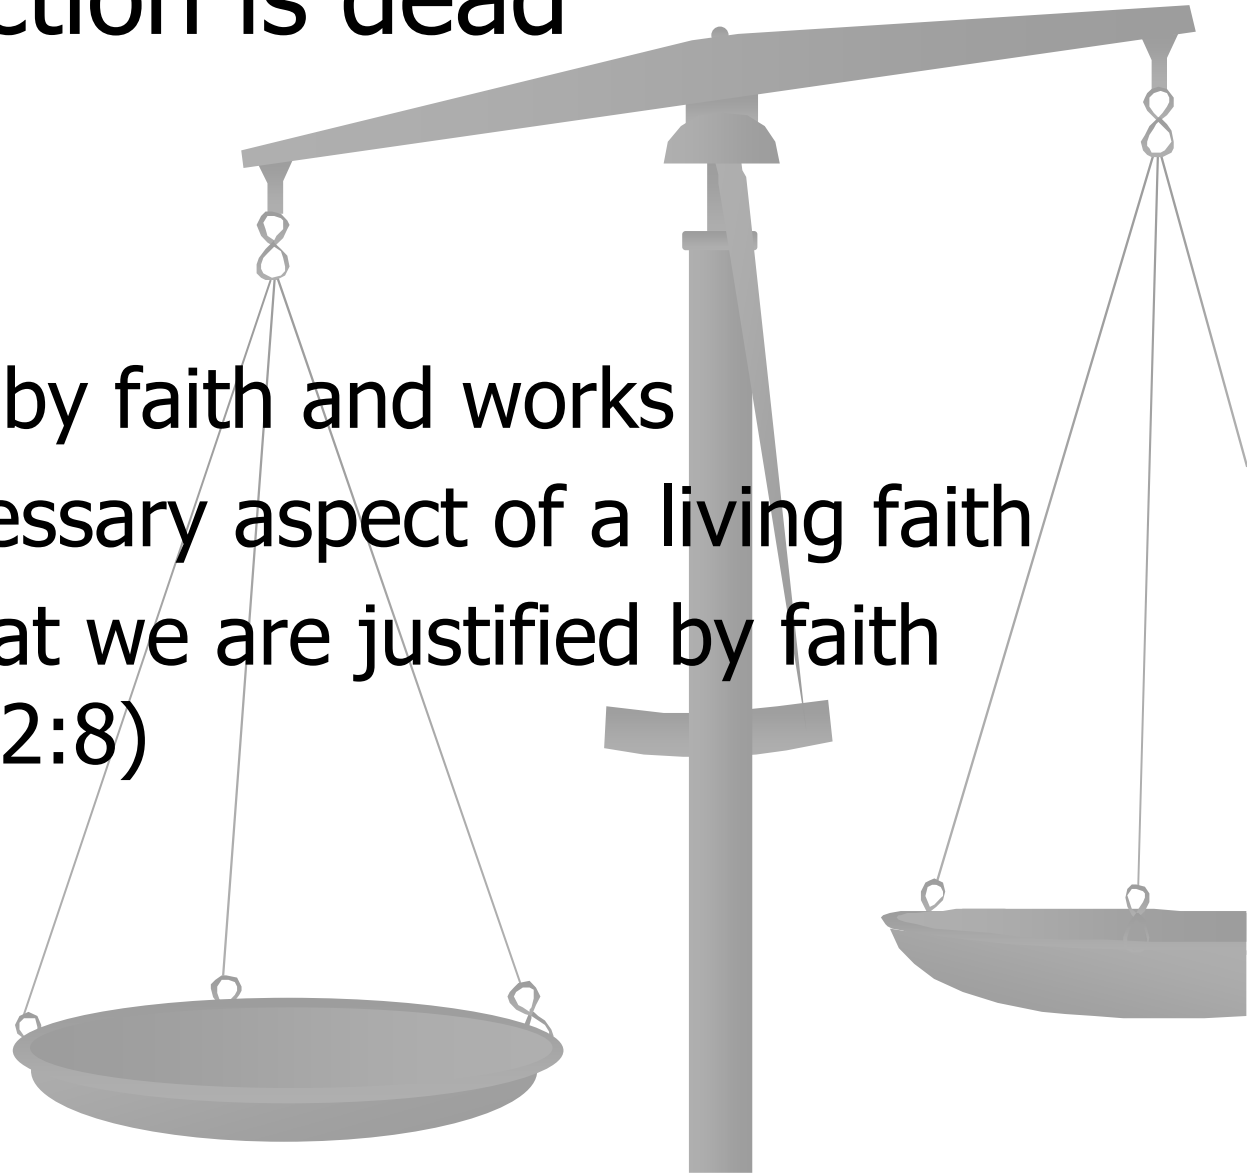 ction is dead
by faith and works
essary aspect of a living faith
at we are justified by faith
2:8)